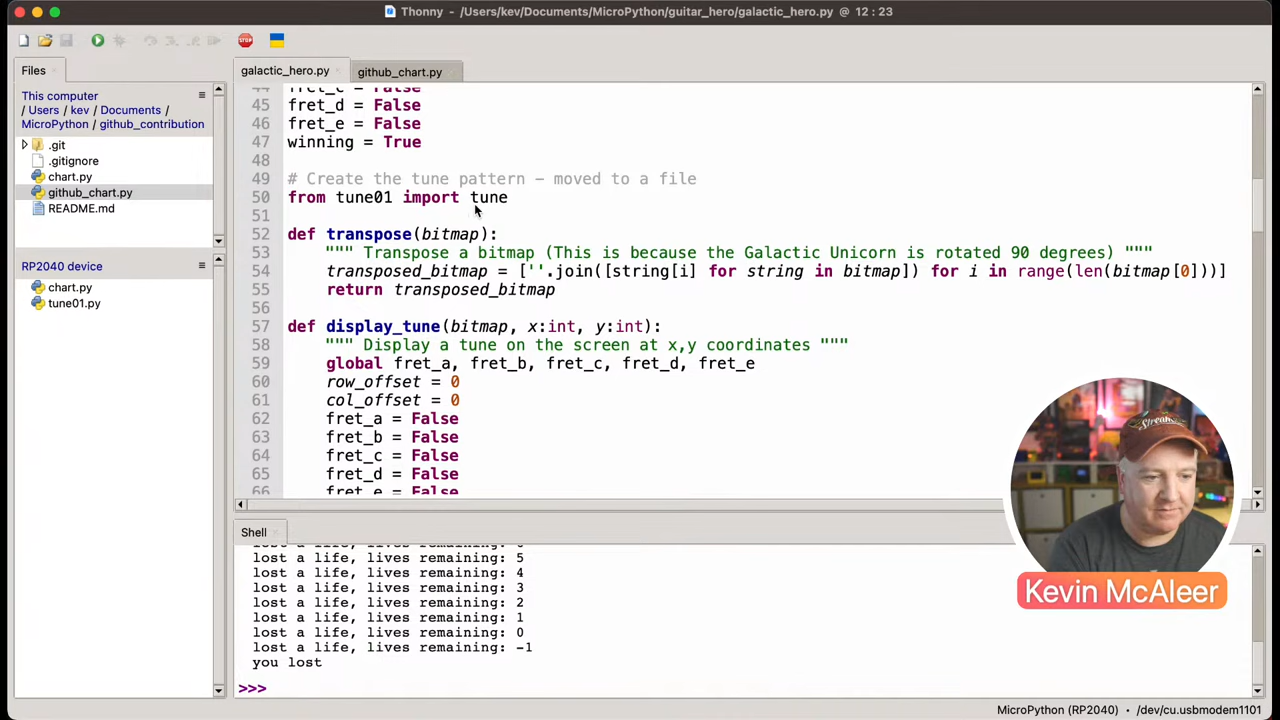 Thonny - /Users/kev/Documents/MicroPython/guitar_hero/galactic_hero.py @ 12 : 23
STOP
Files
This computer
/ Users / kev / Documents /
MicroPython / github_contribution
.git
.gitignore
chart.py
github_chart.py
README.md
RP2040 device
chart.py
tune01.py
galactic_hero.py
github_chart.py
44 fret_c = False
45 fret_d = False
46 fret_e = False
47 winning = True
48
49 # Create the tune pattern – moved to a file
50 from tune01 import tune
51
52 def transpose(bitmap):
53 """ Transpose a bitmap (This is because the Galactic Unicorn is rotated 90 degrees) """
54 transposed_bitmap = [''.join([string[i] for string in bitmap]) for i in range(len(bitmap[0]))]
55 return transposed_bitmap
56
57 def display_tune(bitmap, x:int, y:int):
58 """ Display a tune on the screen at x,y coordinates """
59 global fret_a, fret_b, fret_c, fret_d, fret_e
60 row_offset = 0
61 col_offset = 0
62 fret_a = False
63 fret_b = False
64 fret_c = False
65 fret_d = False
66 fret_e = False
Shell
lost a life, lives remaining: 5
lost a life, lives remaining: 4
lost a life, lives remaining: 3
lost a life, lives remaining: 2
lost a life, lives remaining: 1
lost a life, lives remaining: 0
lost a life, lives remaining: -1
you lost
>>>
Kevin McAleer
MicroPython (RP2040) • /dev/cu.usbmodem1101